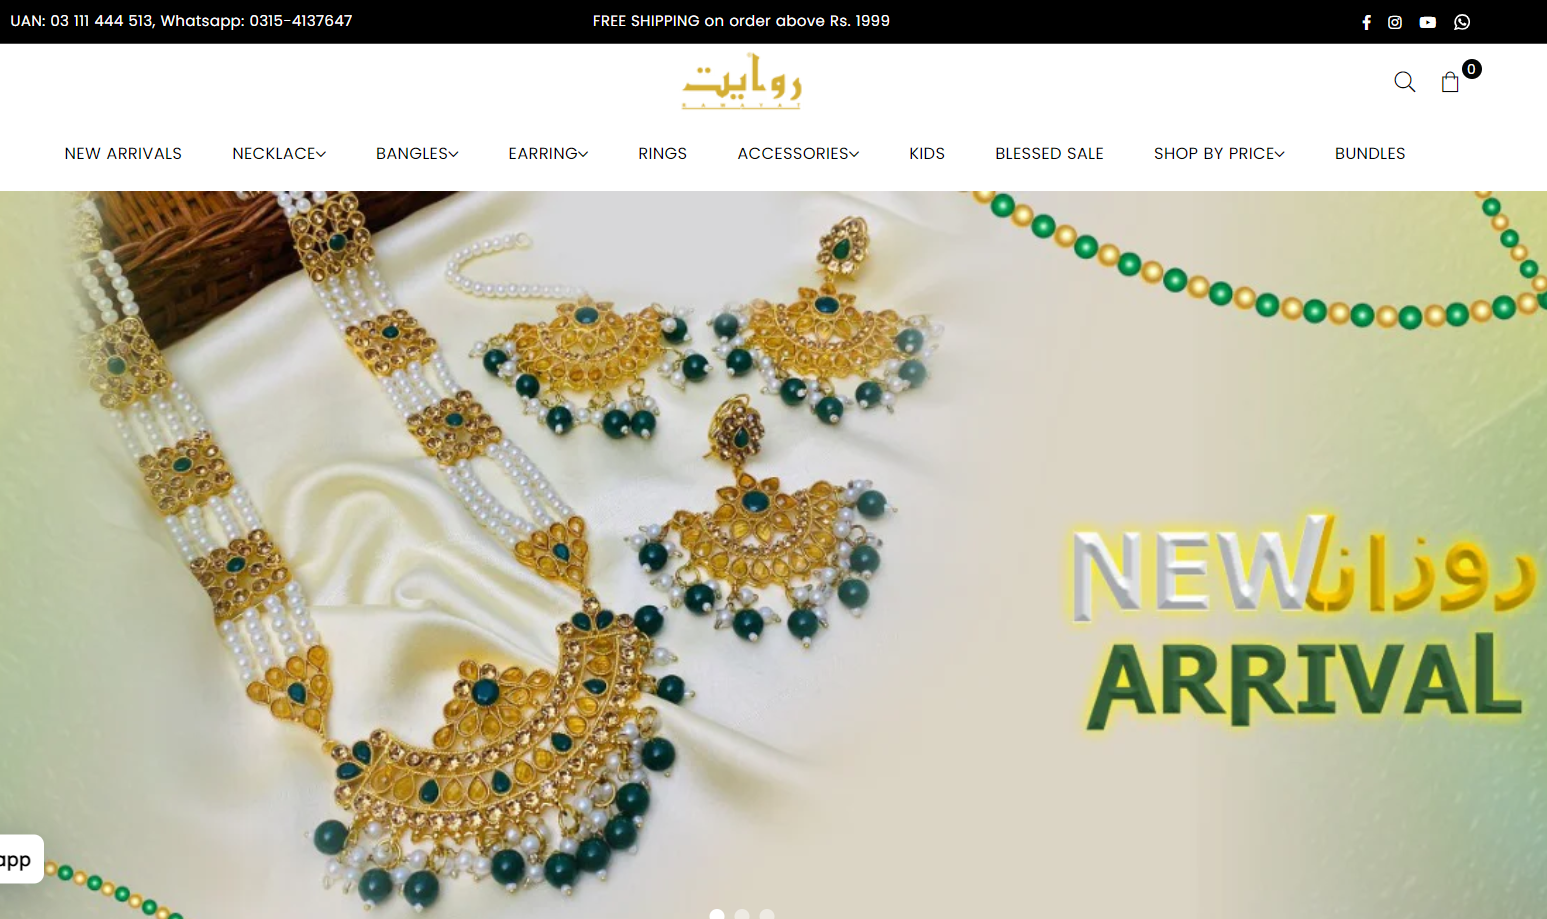 UAN: 03 111 444 513, Whatsapp: 0315-4137647
FREE SHIPPING on order above Rs. 1999
روایت
RAWAYAT
0
NEW ARRIVALS
NECKLACE
BANGLES
EARRING
RINGS
ACCESSORIES
KIDS
BLESSED SALE
SHOP BY PRICE
BUNDLES
NEW روزانہ
ARRIVAL
app